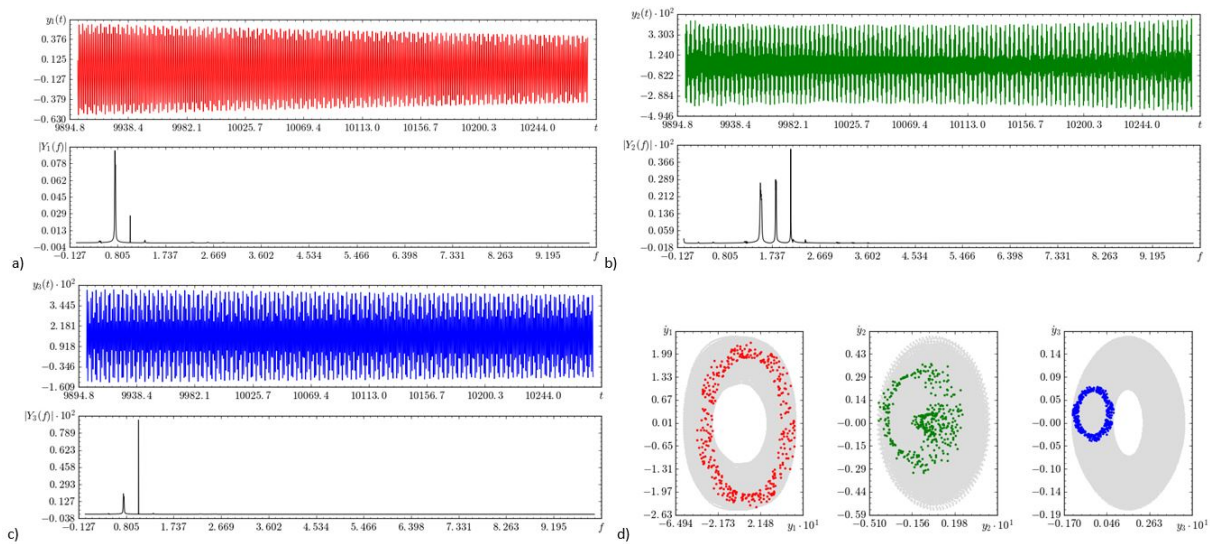 y₁(t)
0.376
0.125
−0.127
−0.379
−0.630
9894.8 9938.4 9982.1 10025.7 10069.4 10113.0 10156.7 10200.3 10244.0 t
|Y₁(f)|
0.078
0.062
0.045
0.029
0.013
−0.004
−0.127 0.805 1.737 2.669 3.602 4.534 5.466 6.398 7.331 8.263 9.195 f
a)
y₂(t) · 10²
3.303
1.240
−0.822
−2.884
−4.946
9894.8 9938.4 9982.1 10025.7 10069.4 10113.0 10156.7 10200.3 10244.0 t
|Y₂(f)| · 10²
0.366
0.289
0.212
0.136
0.059
−0.018
−0.127 0.805 1.737 2.669 3.602 4.534 5.466 6.398 7.331 8.263 9.195 f
b)
y₃(t) · 10²
3.445
2.181
0.918
−0.346
−1.609
9894.8 9938.4 9982.1 10025.7 10069.4 10113.0 10156.7 10200.3 10244.0 t
|Y₃(f)| · 10²
0.789
0.623
0.458
0.293
0.127
−0.038
−0.127 0.805 1.737 2.669 3.602 4.534 5.466 6.398 7.331 8.263 9.195 f
c)
ẏ₁
1.99
1.33
0.67
0.01
−0.65
−1.31
−1.97
−2.63
−6.494 −2.173 2.148 y₁ · 10¹
ẏ₂
0.43
0.29
0.14
−0.00
−0.15
−0.29
−0.44
−0.59
−0.510 −0.156 0.198 y₂ · 10¹
ẏ₃
0.14
0.09
0.04
−0.00
−0.05
−0.10
−0.14
−0.19
−0.170 0.046 0.263 y₃ · 10¹
d)